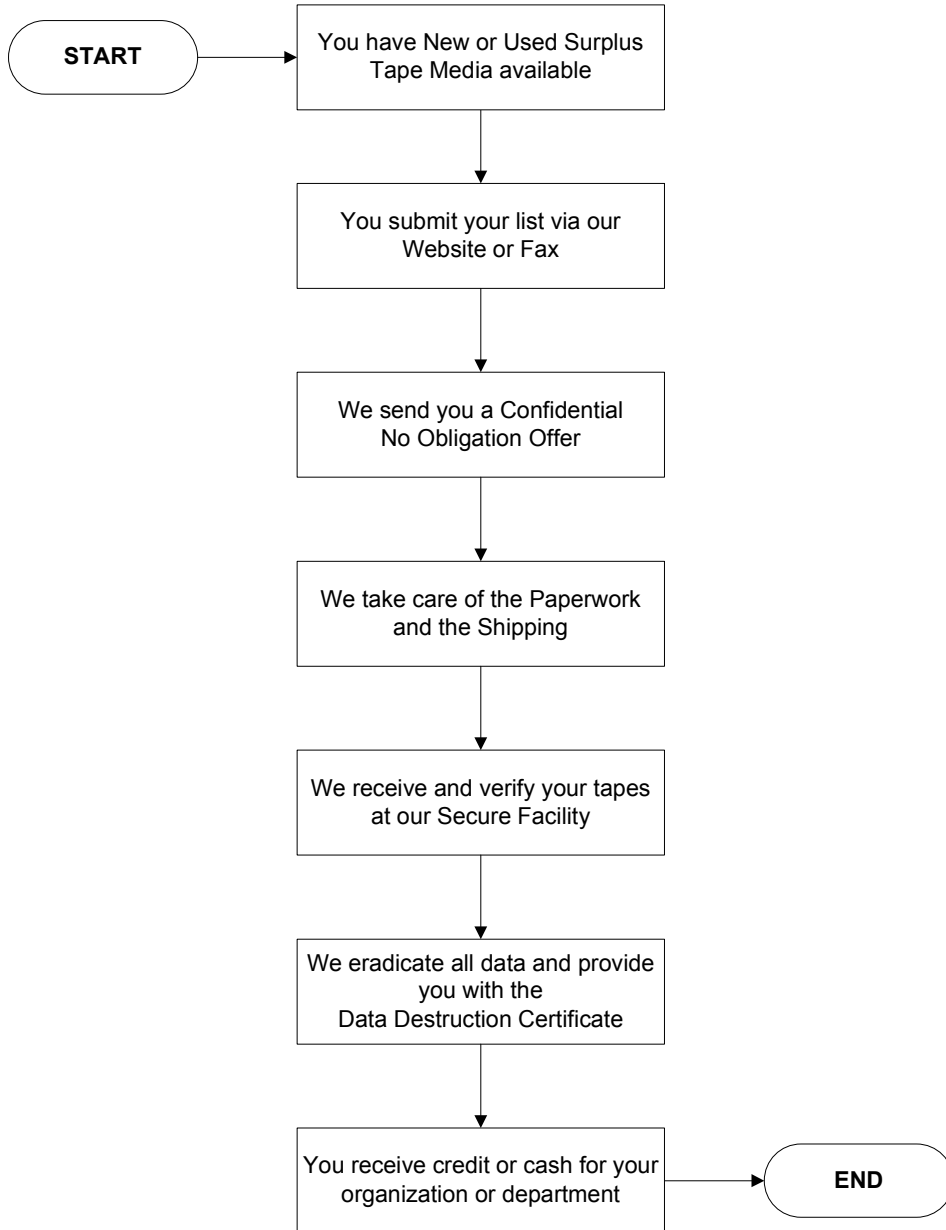 START
You have New or Used Surplus
Tape Media available
You submit your list via our
Website or Fax
We send you a Confidential
No Obligation Offer
We take care of the Paperwork
and the Shipping
We receive and verify your tapes
at our Secure Facility
We eradicate all data and provide
you with the
Data Destruction Certificate
You receive credit or cash for your
organization or department
END